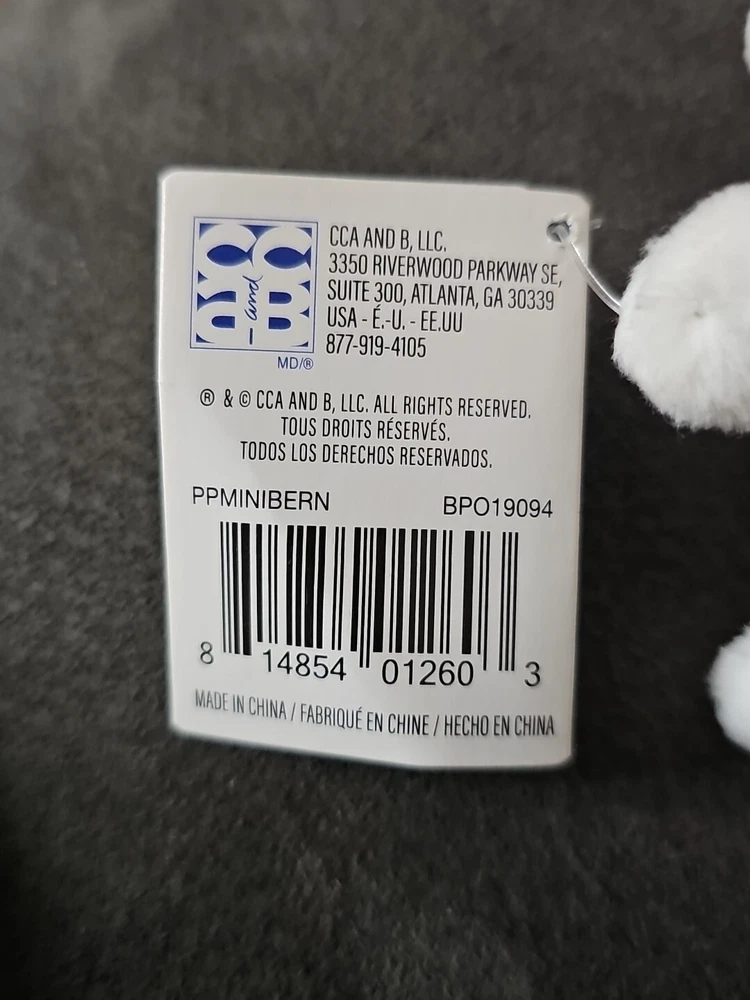 CCA and B
CCA AND B, LLC.
3350 RIVERWOOD PARKWAY SE,
SUITE 300, ATLANTA, GA 30339
USA - É.-U. - EE.UU
877-919-4105
MD/®
® & © CCA AND B, LLC. ALL RIGHTS RESERVED.
TOUS DROITS RÉSERVÉS.
TODOS LOS DERECHOS RESERVADOS.
PPMINIBERN BPO19094
8 14854 01260 3
MADE IN CHINA / FABRIQUÉ EN CHINE / HECHO EN CHINA